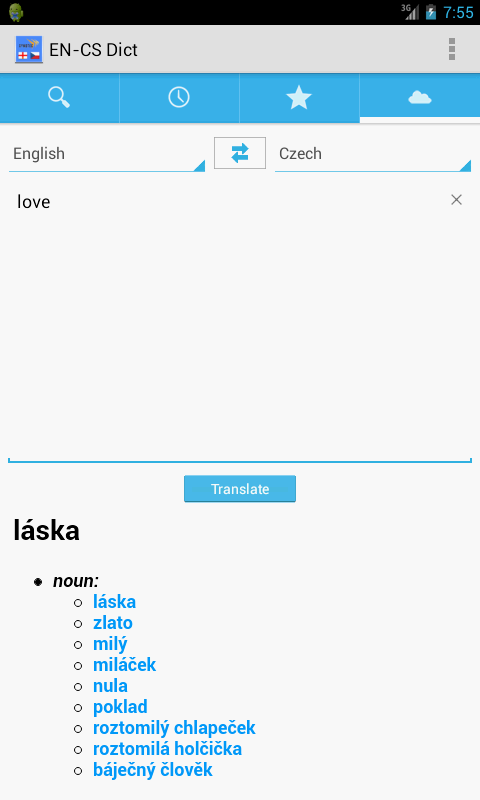 3G 7:55
EN-CS Dict
English Czech
love
Translate
láska
noun:
láska
zlato
milý
miláček
nula
poklad
roztomilý chlapeček
roztomilá holčička
báječný člověk